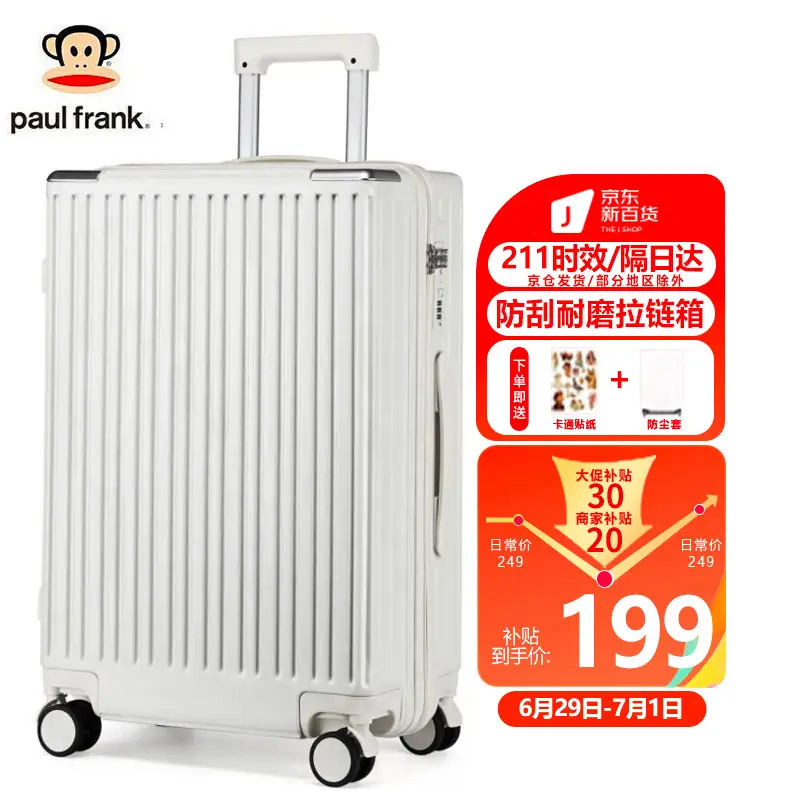 paul frank®
京东
新百货
THE J SHOP
211时效/隔日达
京仓发货/部分地区除外
防刮耐磨拉链箱
下单即送
+
卡通贴纸
防尘套
大促补贴
30
商家补贴
20
日常价
249
日常价
249
补贴
到手价:
199
6月29日-7月1日